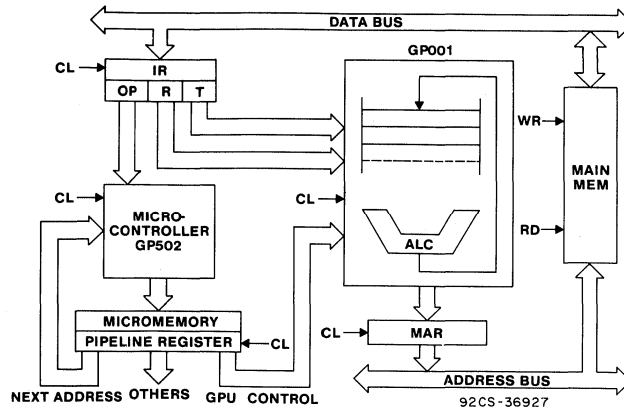 DATA BUS
GP001
CL
IR
OP R T
WR
MAIN
MEM
CL
MICRO-
CONTROLLER
GP502
CL
ALC
RD
MICROMEMORY
PIPELINE REGISTER
CL
CL
MAR
NEXT ADDRESS
OTHERS
GPU CONTROL
ADDRESS BUS
92CS-36927